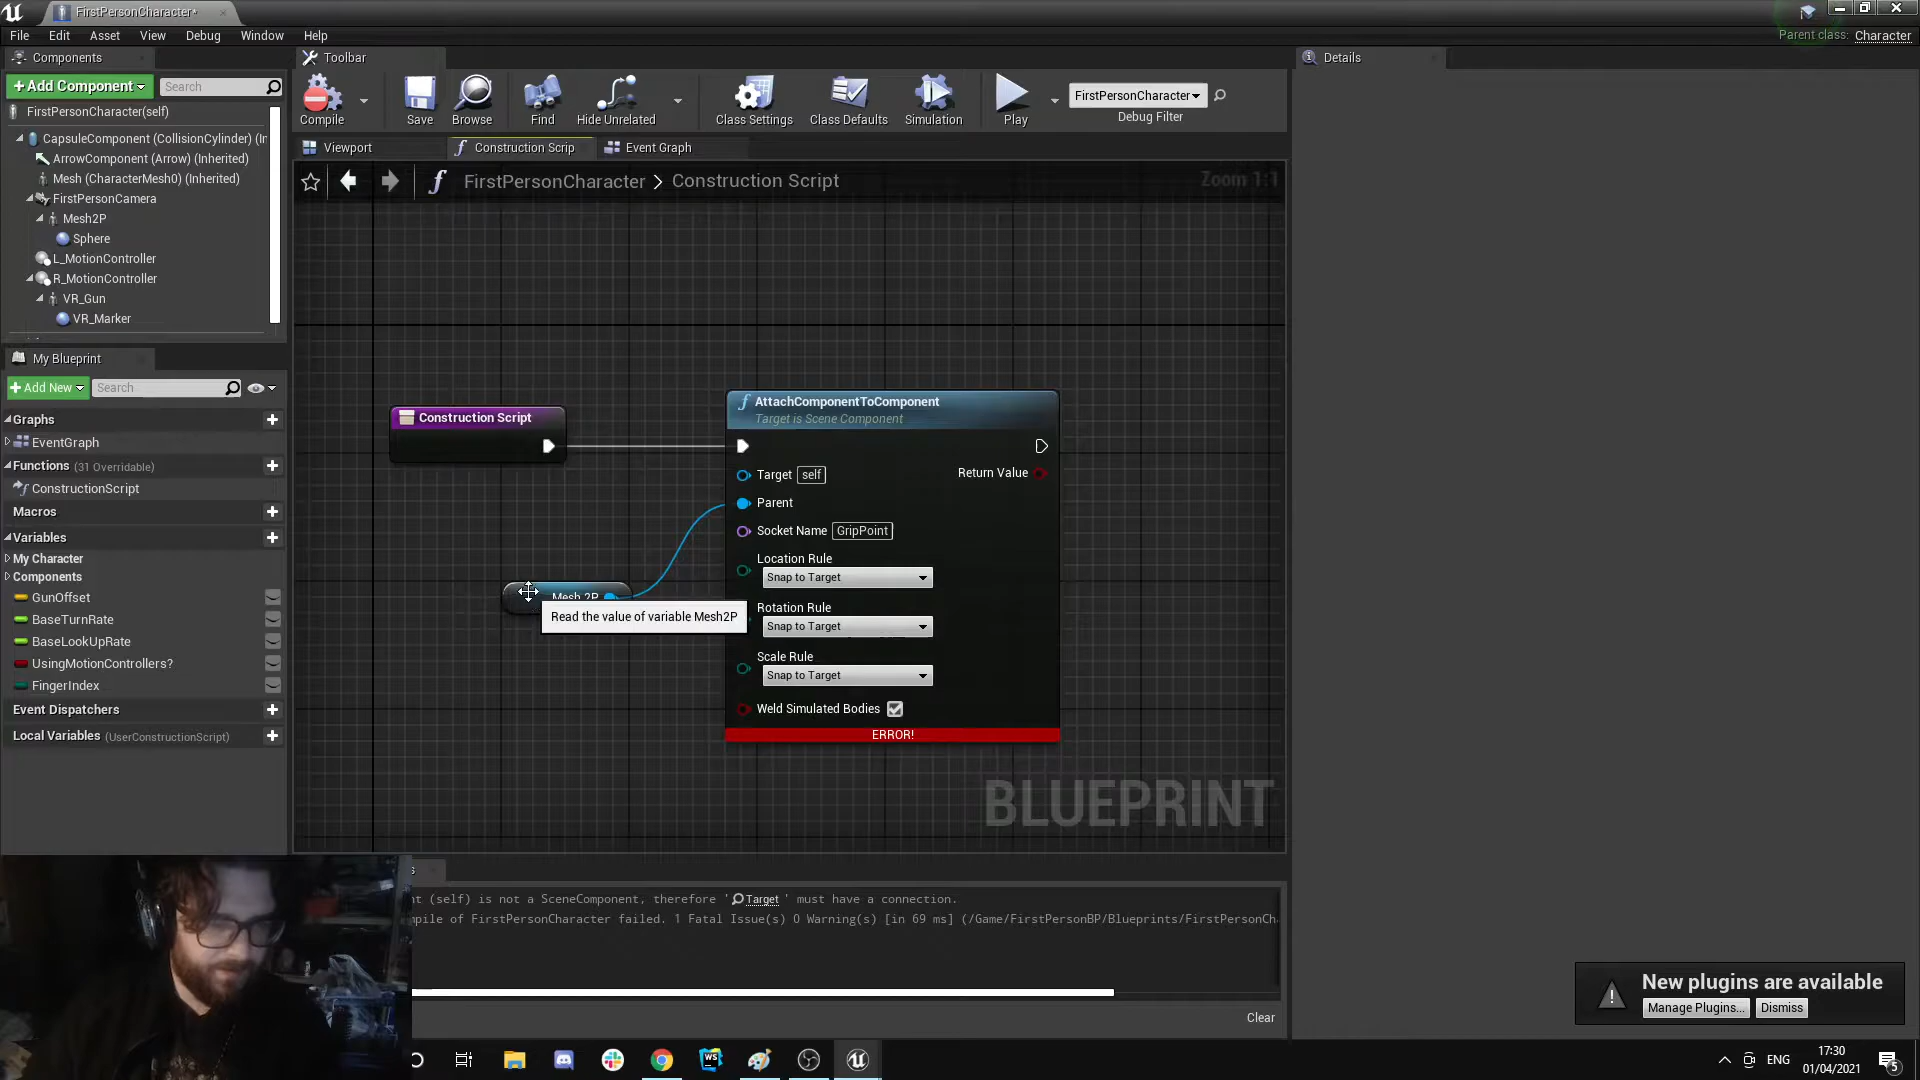 FirstPersonCharacter*
File Edit Asset View Debug Window Help
Parent class: Character
Components
Toolbar
Details
+Add Component
Search
Compile
Save
Browse
Find
Hide Unrelated
Class Settings
Class Defaults
Simulation
Play
FirstPersonCharacter
Debug Filter
FirstPersonCharacter(self)
CapsuleComponent (CollisionCylinder) (In
ArrowComponent (Arrow) (Inherited)
Mesh (CharacterMesh0) (Inherited)
FirstPersonCamera
Mesh2P
Sphere
L_MotionController
R_MotionController
VR_Gun
VR_Marker
Viewport
Construction Scrip
Event Graph
FirstPersonCharacter > Construction Script
Zoom 1:1
My Blueprint
+Add New
Search
Graphs
EventGraph
Functions (31 Overridable)
ConstructionScript
Macros
Variables
My Character
Components
GunOffset
BaseTurnRate
BaseLookUpRate
UsingMotionControllers?
FingerIndex
Event Dispatchers
Local Variables (UserConstructionScript)
Construction Script
AttachComponentToComponent
Target is Scene Component
Target self
Return Value
Parent
Socket Name GripPoint
Location Rule
Snap to Target
Rotation Rule
Snap to Target
Scale Rule
Snap to Target
Weld Simulated Bodies
ERROR!
Mesh 2P
Read the value of variable Mesh2P
BLUEPRINT
s
nt (self) is not a SceneComponent, therefore ' Target ' must have a connection.
mpile of FirstPersonCharacter failed. 1 Fatal Issue(s) 0 Warning(s) [in 69 ms] (/Game/FirstPersonBP/Blueprints/FirstPersonCh
Clear
New plugins are available
Manage Plugins...
Dismiss
WS
ENG
17:30
01/04/2021
5